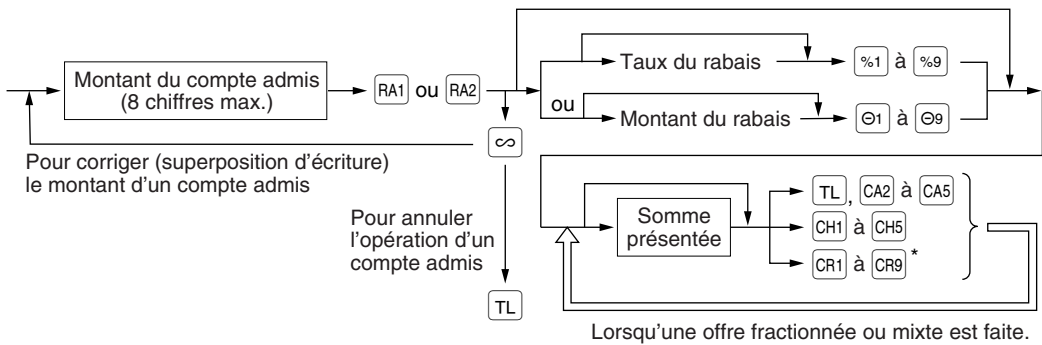 Montant du compte admis
(8 chiffres max.)
RA1 ou RA2
Taux du rabais
%1 à %9
ou
Montant du rabais
⊖1 à ⊖9
∞
Pour corriger (superposition d'écriture)
le montant d'un compte admis
Pour annuler
l'opération d'un
compte admis
TL
Somme
présentée
TL, CA2 à CA5
CH1 à CH5
CR1 à CR9 *
Lorsqu'une offre fractionnée ou mixte est faite.